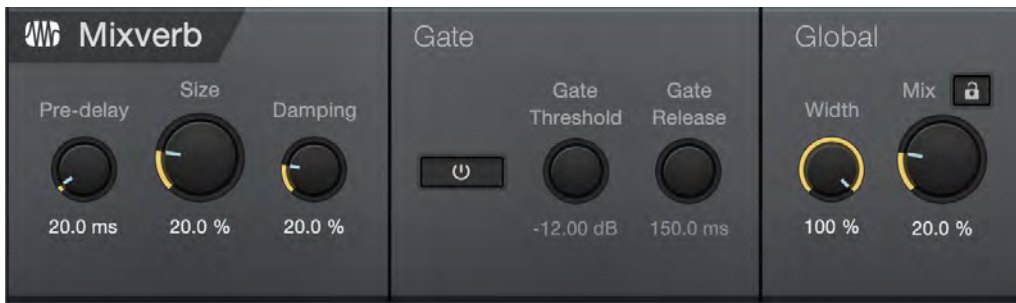 Mixverb
Pre-delay
20.0 ms
Size
20.0 %
Damping
20.0 %
Gate
Gate
Threshold
-12.00 dB
Gate
Release
150.0 ms
Global
Width
100 %
Mix
20.0 %